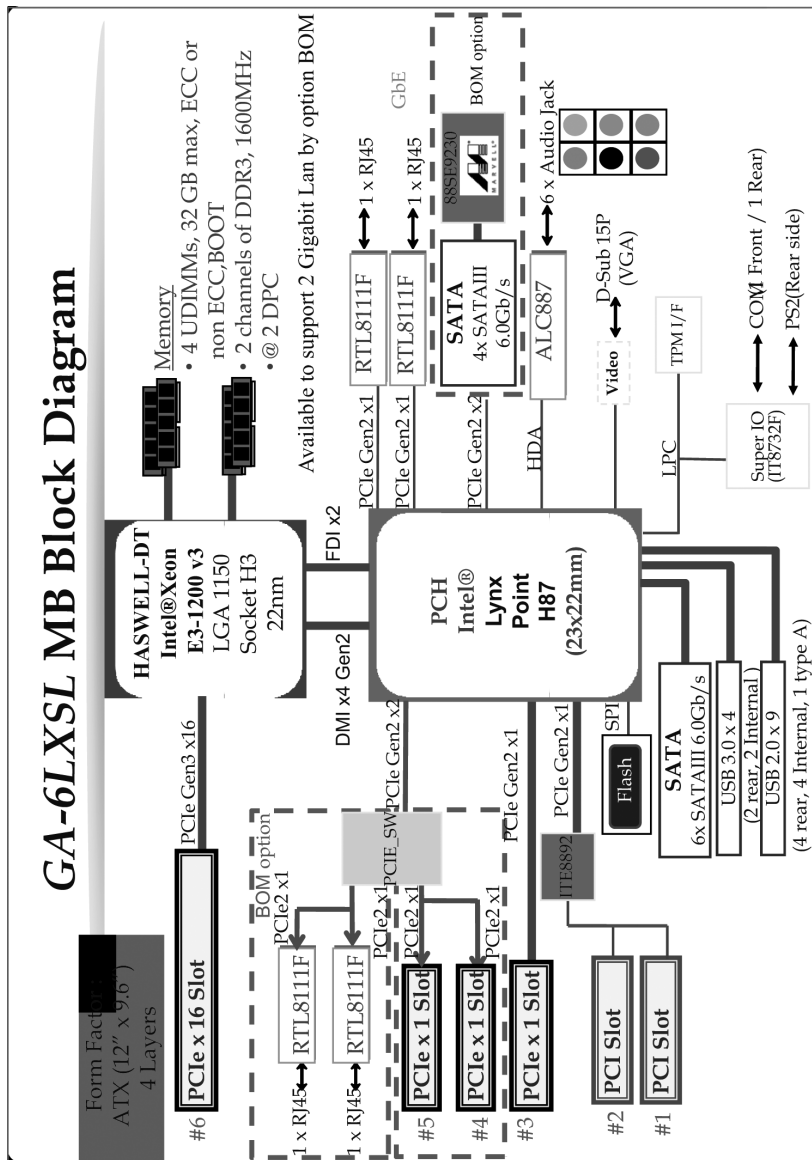 GA-6LXSL MB Block Diagram
Form Factor :
ATX (12" x 9.6")
4 Layers
Memory
• 4 UDIMMs, 32 GB max, ECC or
non ECC,BOOT
• 2 channels of DDR3, 1600MHz
• @ 2 DPC
HASWELL-DT
Intel®Xeon
E3-1200 v3
LGA 1150
Socket H3
22nm
PCIe Gen3 x16
#6
PCIe x 16 Slot
Available to support 2 Gigabit Lan by option BOM
DMI x4 Gen2
FDI x2
PCH
Intel®
Lynx
Point
H87
(23x22mm)
PCIe Gen2 x1
RTL8111F
1 x RJ45
PCIe Gen2 x1
RTL8111F
1 x RJ45
GbE
PCIe Gen2 x2
SATA
4x SATAIII
6.0Gb/s
88SE9230
MARVELL®
BOM option
HDA
ALC887
6 x Audio Jack
Video
D-Sub 15P
(VGA)
LPC
TPM I/F
Super IO
(IT8732F)
COM Front / 1 Rear
PS2(Rear side)
BOM option
PCIe Gen2 x2
PCIE_SW
PCIe2 x1
RTL8111F
1 x RJ45
PCIe2 x1
RTL8111F
1 x RJ45
PCIe2 x1
#5
PCIe x 1 Slot
PCIe2 x1
#4
PCIe x 1 Slot
PCIe Gen2 x1
#3
PCIe x 1 Slot
PCIe Gen2 x1
ITE8892
#2
PCI Slot
#1
PCI Slot
SPI
Flash
SATA
6x SATAIII 6.0Gb/s
USB 3.0 x 4
(2 rear, 2 Internal)
USB 2.0 x 9
(4 rear, 4 Internal, 1 type A)